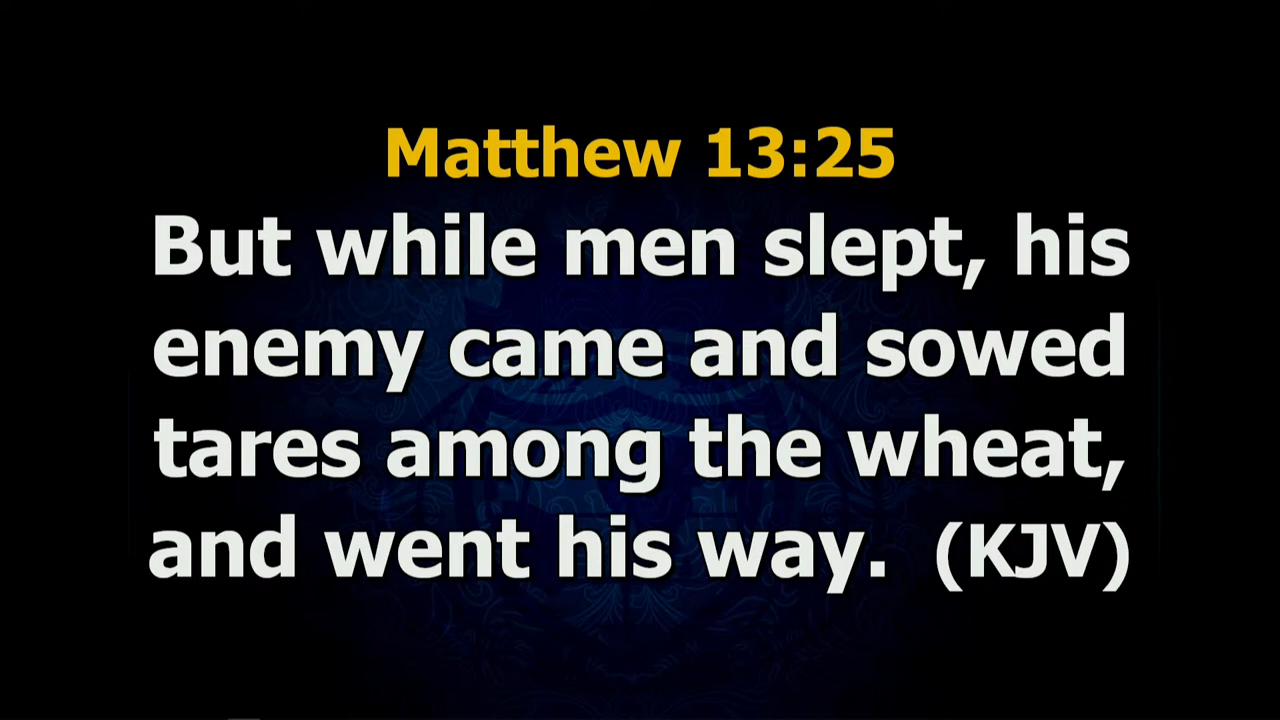 Matthew 13:25
But while men slept, his
enemy came and sowed
tares among the wheat,
and went his way.  (KJV)